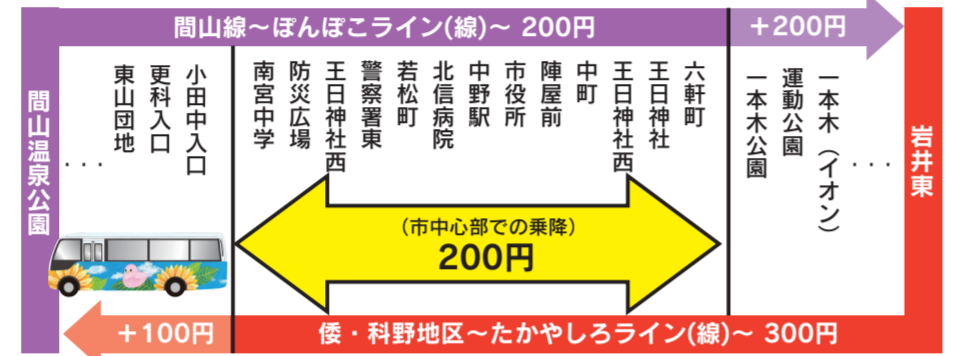 間山線～ぽんぽこライン(線)～ 200円
＋200円
間山温泉公園
・・・
東山団地
更科入口
小田中入口
南宮中学
防災広場
王日神社西
警察署東
若松町
北信病院
中野駅
市役所
陣屋前
中町
王日神社西
王日神社
六軒町
一本木公園
運動公園
一本木（イオン）
・・・
岩井東
（市中心部での乗降）
200円
＋100円
倭・科野地区～たかやしろライン(線)～ 300円